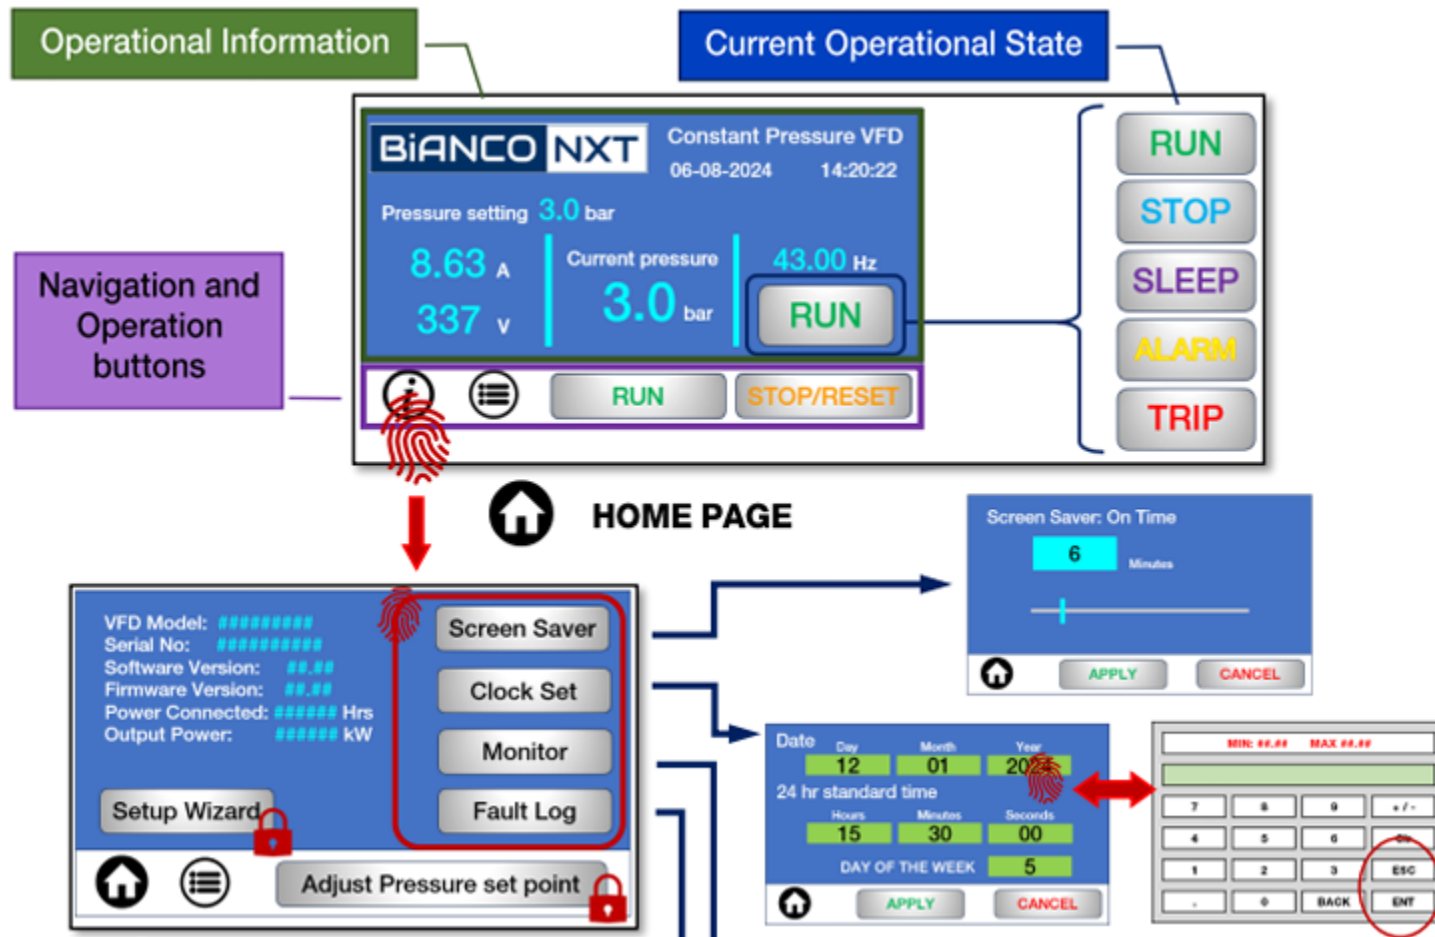 Operational Information
Current Operational State
BiANCO NXT
Constant Pressure VFD
06-08-2024 14:20:22
Pressure setting 3.0 bar
8.63 A
337 V
Current pressure
3.0 bar
43.00 Hz
RUN
RUN
STOP
SLEEP
ALARM
TRIP
Navigation and
Operation
buttons
i
RUN
STOP/RESET
HOME PAGE
VFD Model: #########
Serial No: ##########
Software Version: ##.##
Firmware Version: ##.##
Power Connected: ###### Hrs
Output Power: ###### kW
Screen Saver
Clock Set
Monitor
Fault Log
Setup Wizard
Adjust Pressure set point
Screen Saver: On Time
6
Minutes
APPLY
CANCEL
Date
Day Month Year
12 01 2024
24 hr standard time
Hours Minutes Seconds
15 30 00
DAY OF THE WEEK 5
APPLY
CANCEL
MIN: ##.## MAX ##.##
7 8 9 + / -
4 5 6 Clr
1 2 3 ESC
. 0 BACK ENT